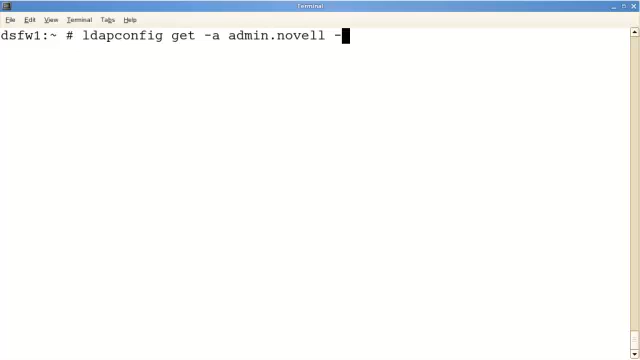 Terminal
File Edit View Terminal Tabs Help
dsfw1:~ # ldapconfig get -a admin.novell -